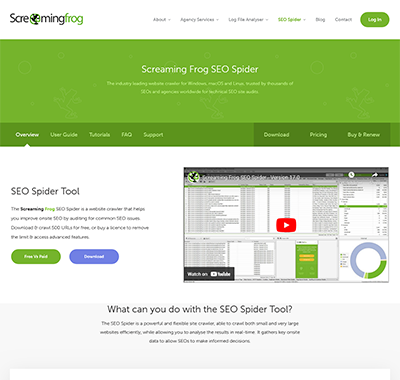 Screamingfrog
About Agency Services Log File Analyser SEO Spider Blog Contact Log In
Screaming Frog SEO Spider
The industry leading website crawler for Windows, macOS and Linux, trusted by thousands of
SEOs and agencies worldwide for technical SEO site audits.
Overview User Guide Tutorials FAQ Support Download Pricing Buy & Renew
SEO Spider Tool
The Screaming Frog SEO Spider is a website crawler that helps
you improve onsite SEO by auditing for common SEO issues.
Download & crawl 500 URLs for free, or buy a licence to remove
the limit & access advanced features.
Free Vs Paid Download
Screaming Frog SEO Spider - Version 17.0
Share
Watch on YouTube
What can you do with the SEO Spider Tool?
The SEO Spider is a powerful and flexible site crawler, able to crawl both small and very large
websites efficiently, while allowing you to analyse the results in real-time. It gathers key onsite
data to allow SEOs to make informed decisions.